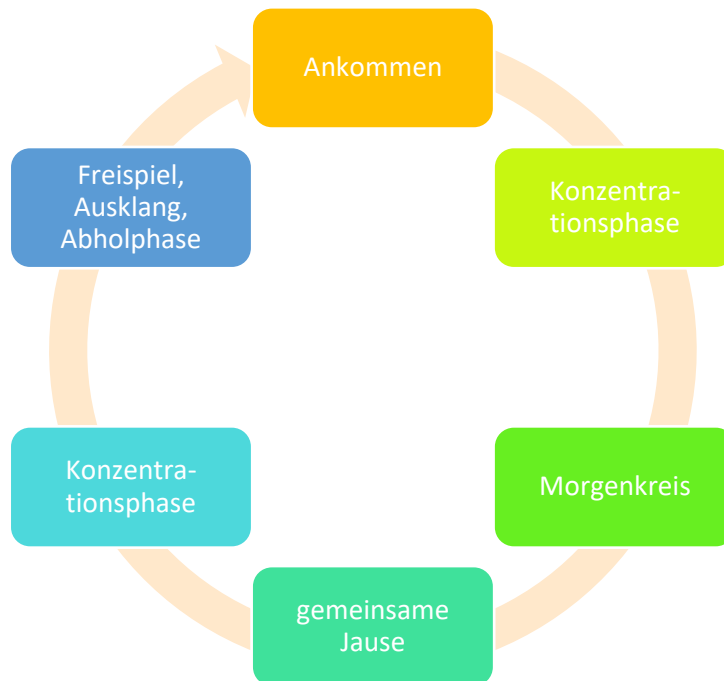 Ankommen
Konzentra-
tionsphase
Morgenkreis
gemeinsame
Jause
Konzentra-
tionsphase
Freispiel,
Ausklang,
Abholphase